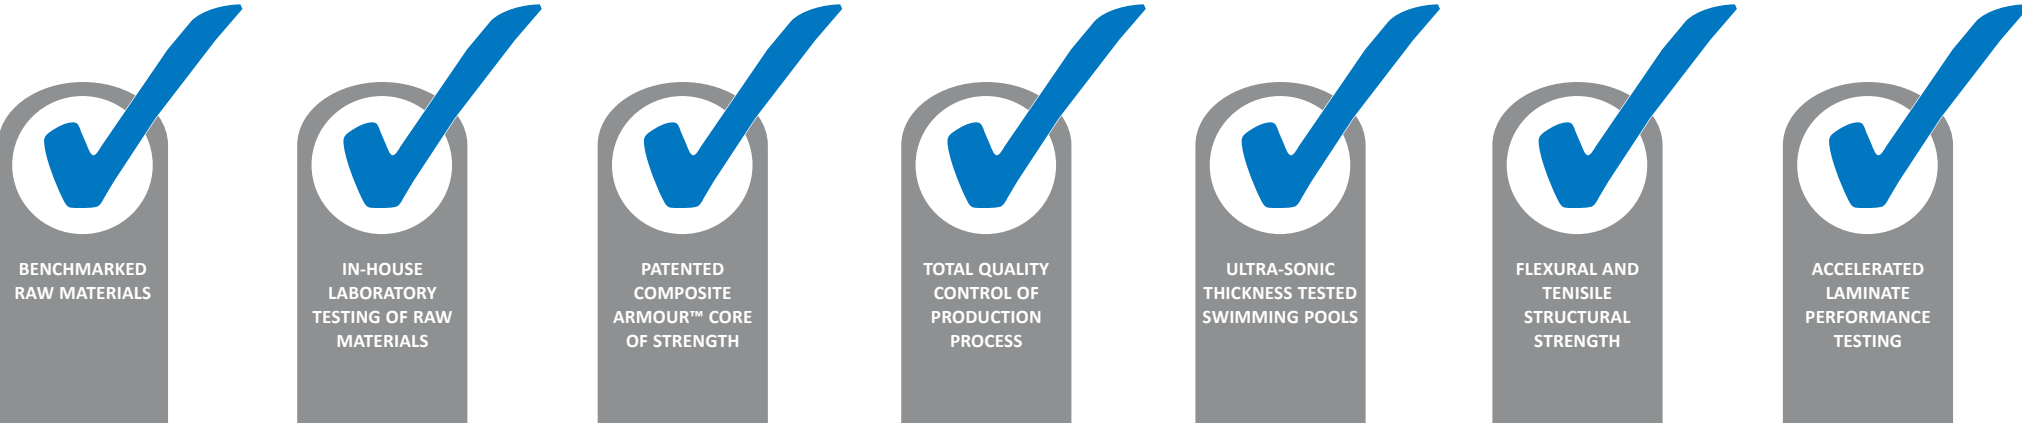 BENCHMARKED
RAW MATERIALS
IN-HOUSE
LABORATORY
TESTING OF RAW
MATERIALS
PATENTED
COMPOSITE
ARMOUR™ CORE
OF STRENGTH
TOTAL QUALITY
CONTROL OF
PRODUCTION
PROCESS
ULTRA-SONIC
THICKNESS TESTED
SWIMMING POOLS
FLEXURAL AND
TENISILE
STRUCTURAL
STRENGTH
ACCELERATED
LAMINATE
PERFORMANCE
TESTING